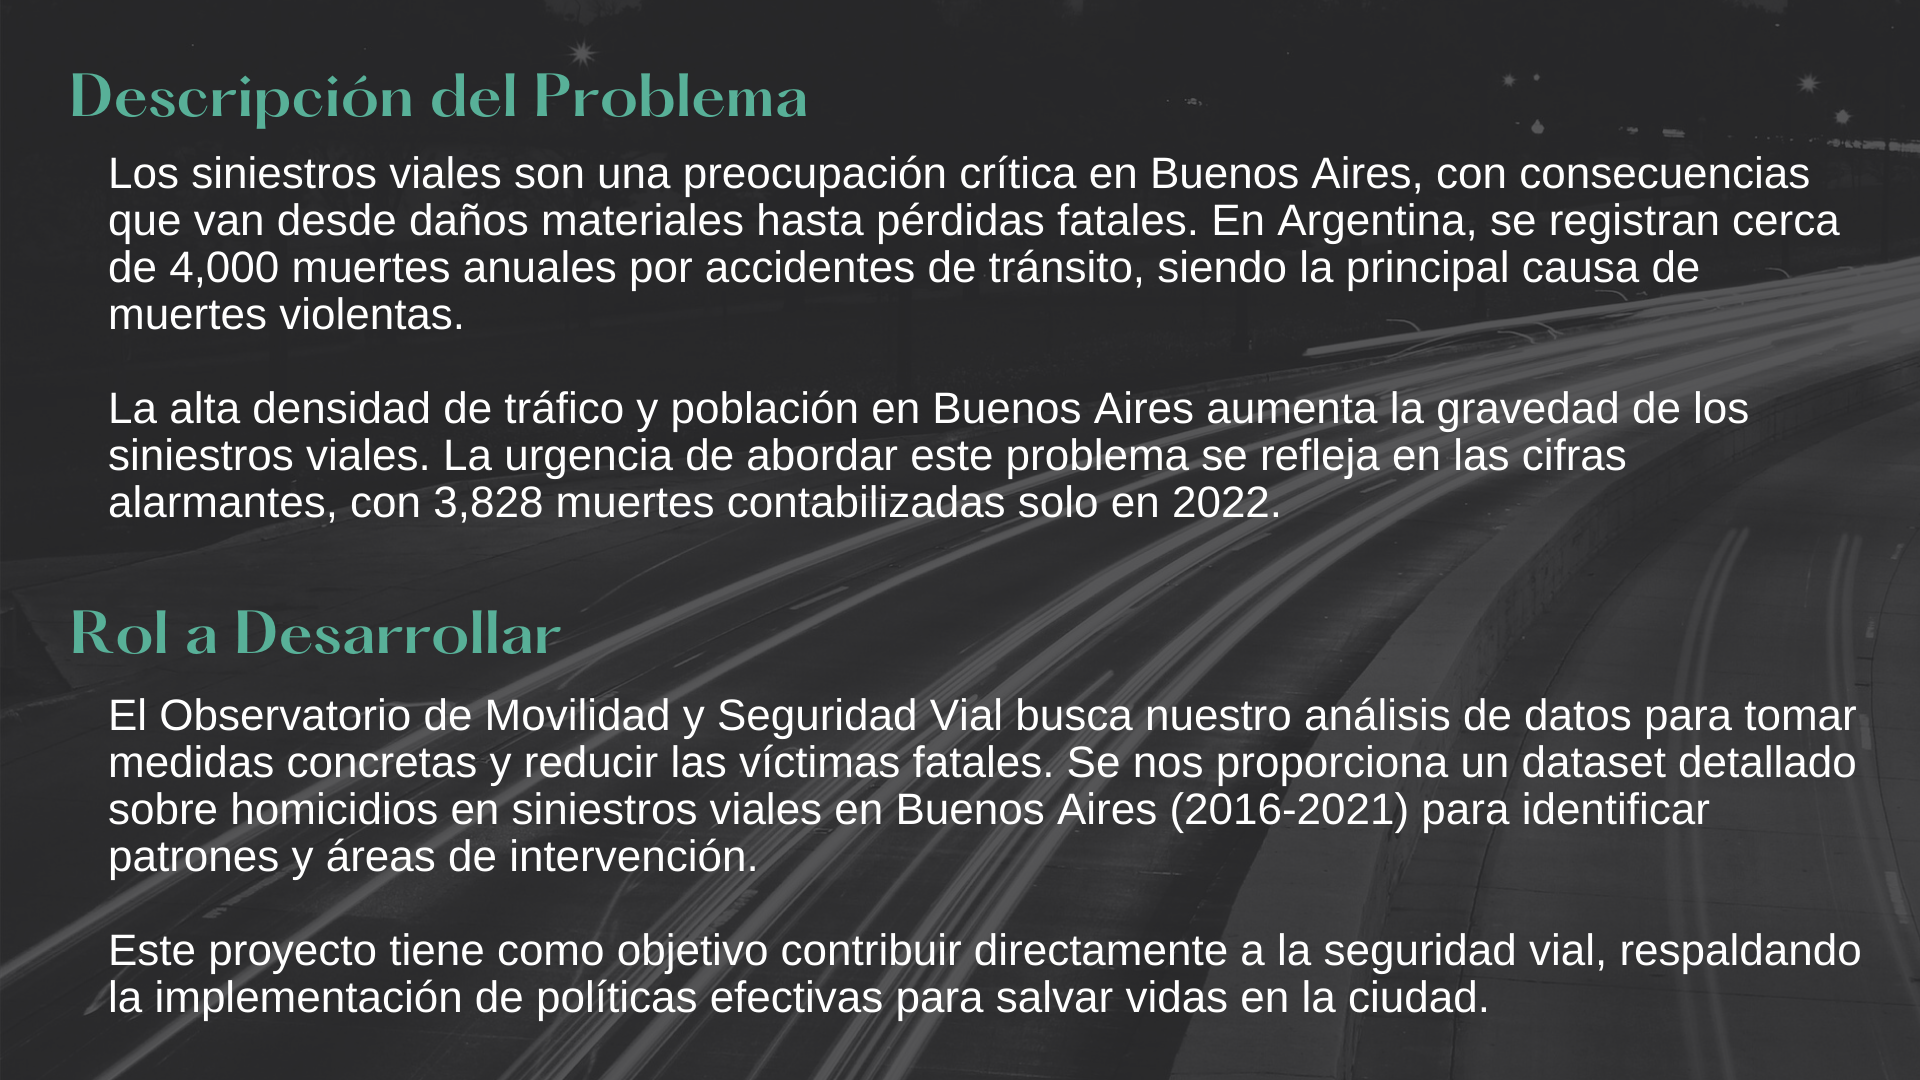 Descripción del Problema
Los siniestros viales son una preocupación crítica en Buenos Aires, con consecuencias
que van desde daños materiales hasta pérdidas fatales. En Argentina, se registran cerca
de 4,000 muertes anuales por accidentes de tránsito, siendo la principal causa de
muertes violentas.
La alta densidad de tráfico y población en Buenos Aires aumenta la gravedad de los
siniestros viales. La urgencia de abordar este problema se refleja en las cifras
alarmantes, con 3,828 muertes contabilizadas solo en 2022.
Rol a Desarrollar
El Observatorio de Movilidad y Seguridad Vial busca nuestro análisis de datos para tomar
medidas concretas y reducir las víctimas fatales. Se nos proporciona un dataset detallado
sobre homicidios en siniestros viales en Buenos Aires (2016-2021) para identificar
patrones y áreas de intervención.
Este proyecto tiene como objetivo contribuir directamente a la seguridad vial, respaldando
la implementación de políticas efectivas para salvar vidas en la ciudad.